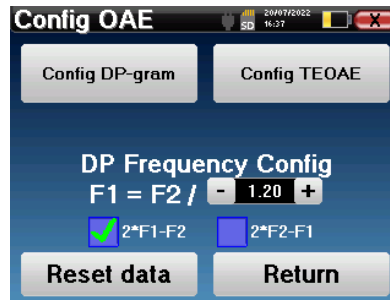 Config OAE SD 20/07/2022 16:37 X
Config DP-gram Config TEOAE
DP Frequency Config
F1 = F2 / - 1.20 +
2*F1-F2 2*F2-F1
Reset data Return